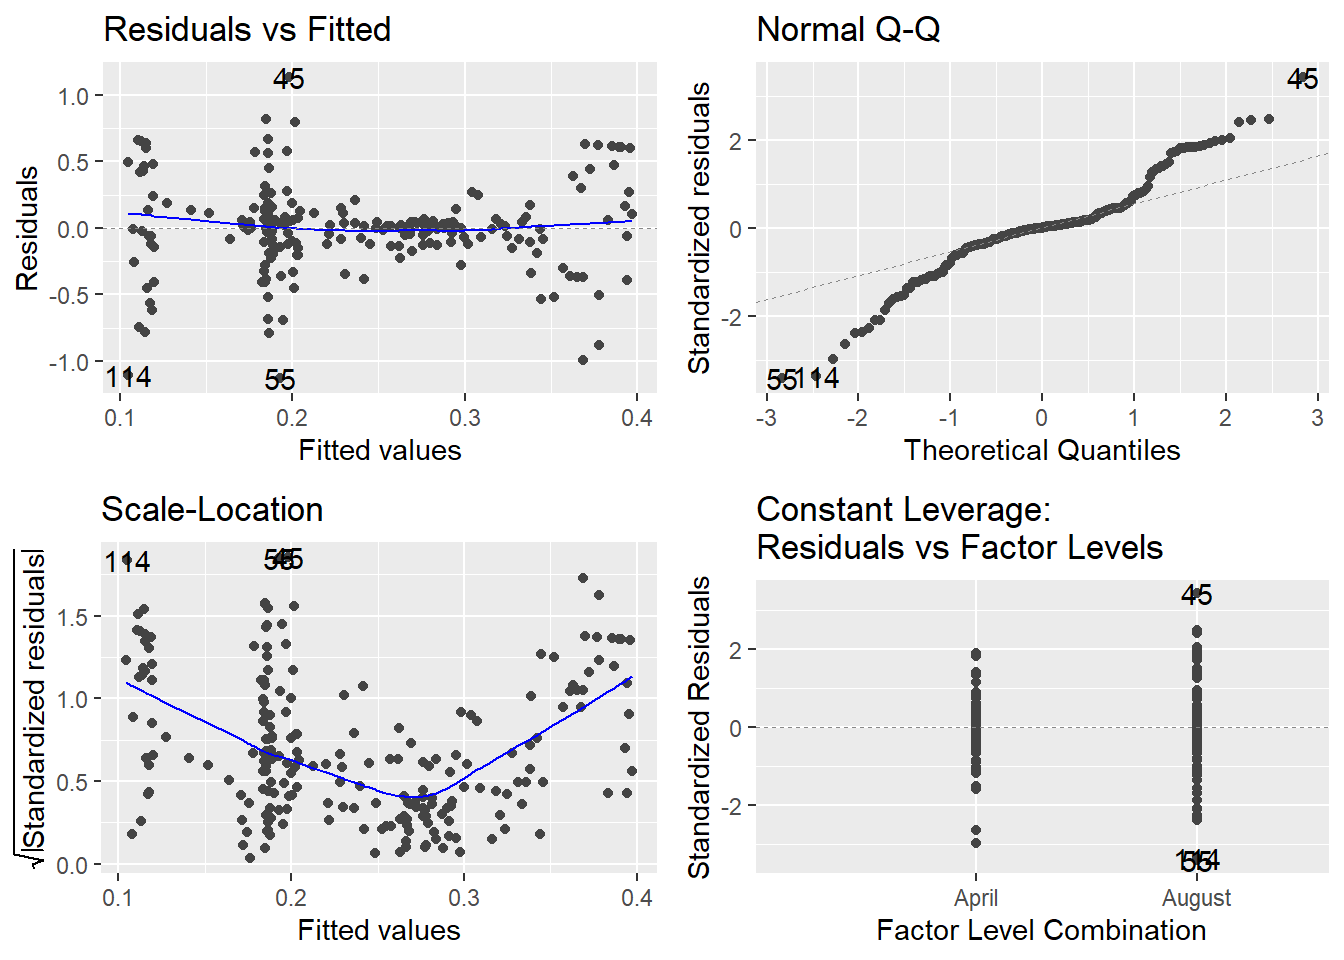 Residuals vs Fitted
45
1.0
0.5
0.0
-0.5
-1.0
114
55
0.1
0.2
0.3
0.4
Fitted values
Residuals
Normal Q-Q
45
2
0
-2
55
114
-3
-2
-1
0
1
2
3
Theoretical Quantiles
Standardized residuals
Scale-Location
114
55
45
1.5
1.0
0.5
0.0
0.1
0.2
0.3
0.4
Fitted values
√|Standardized residuals|
Constant Leverage:
Residuals vs Factor Levels
45
2
0
-2
114
55
April
August
Factor Level Combination
Standardized Residuals